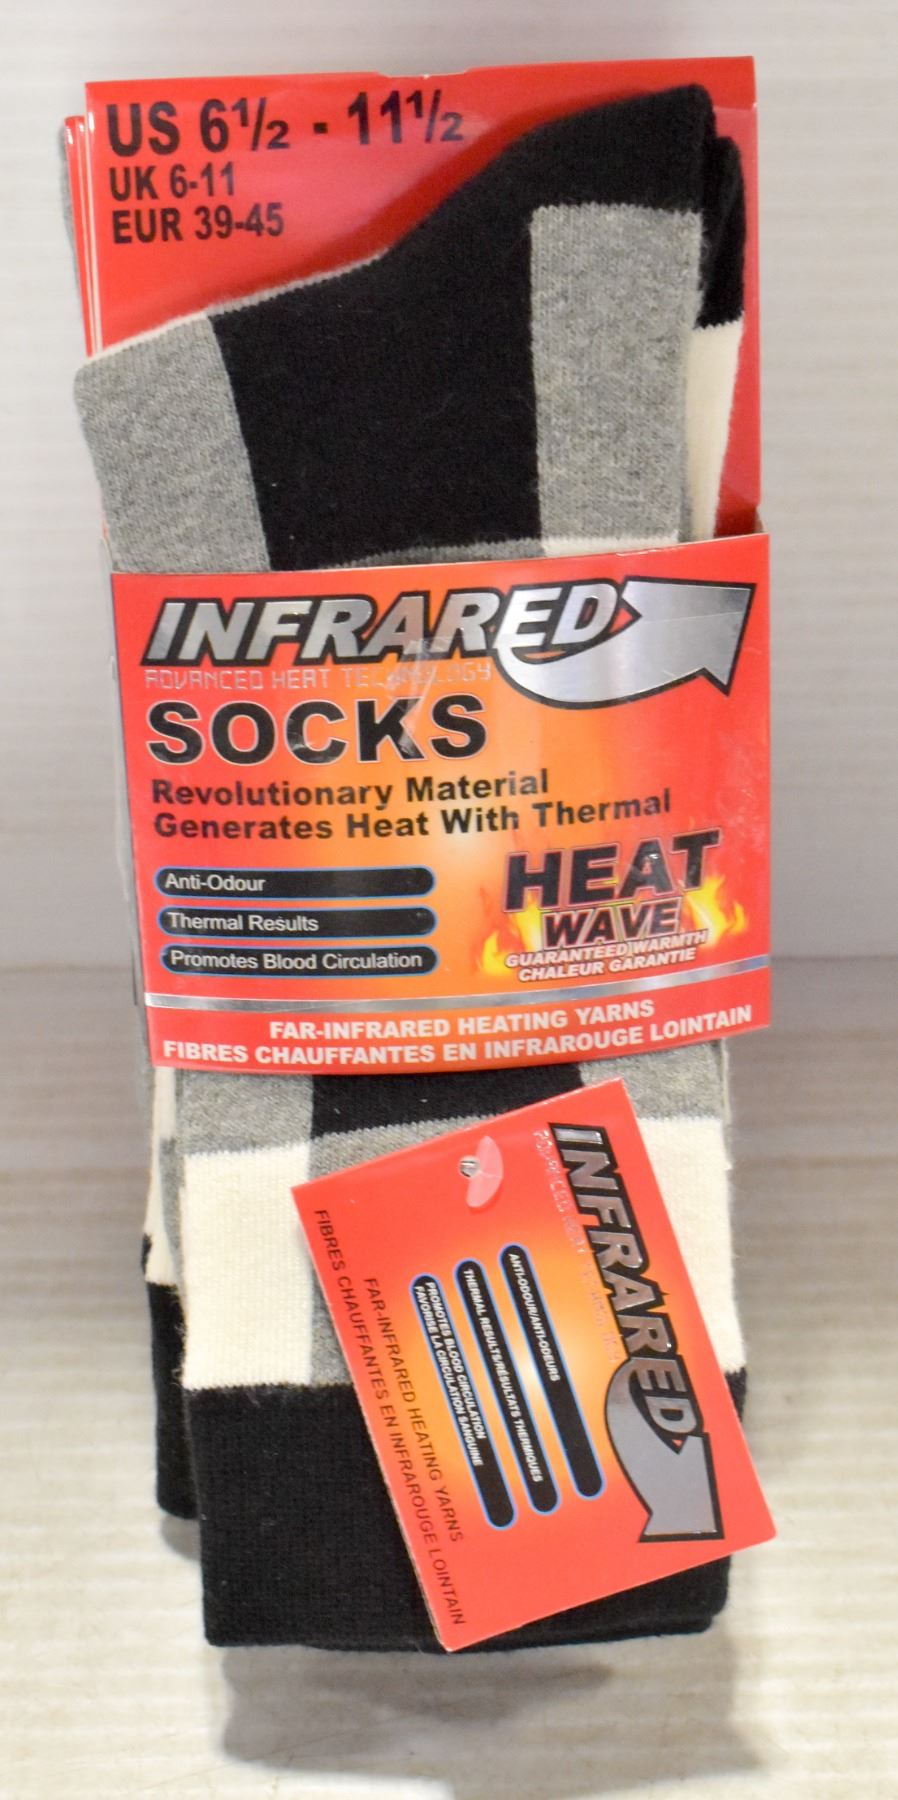 US 6½ - 11½
UK 6-11
EUR 39-45
INFRARED
ADVANCED HEAT TECHNOLOGY
SOCKS
Revolutionary Material
Generates Heat With Thermal
Anti-Odour
Thermal Results
Promotes Blood Circulation
HEAT
WAVE
GUARANTEED WARMTH
CHALEUR GARANTIE
FAR-INFRARED HEATING YARNS
FIBRES CHAUFFANTES EN INFRAROUGE LOINTAIN
INFRARED
ANTI-ODOUR/ANTI-ODEURS
THERMAL RESULTS/RÉSULTATS THERMIQUES
PROMOTES BLOOD CIRCULATION
FAVORISE LA CIRCULATION SANGUINE
FAR-INFRARED HEATING YARNS
FIBRES CHAUFFANTES EN INFRAROUGE LOINTAIN